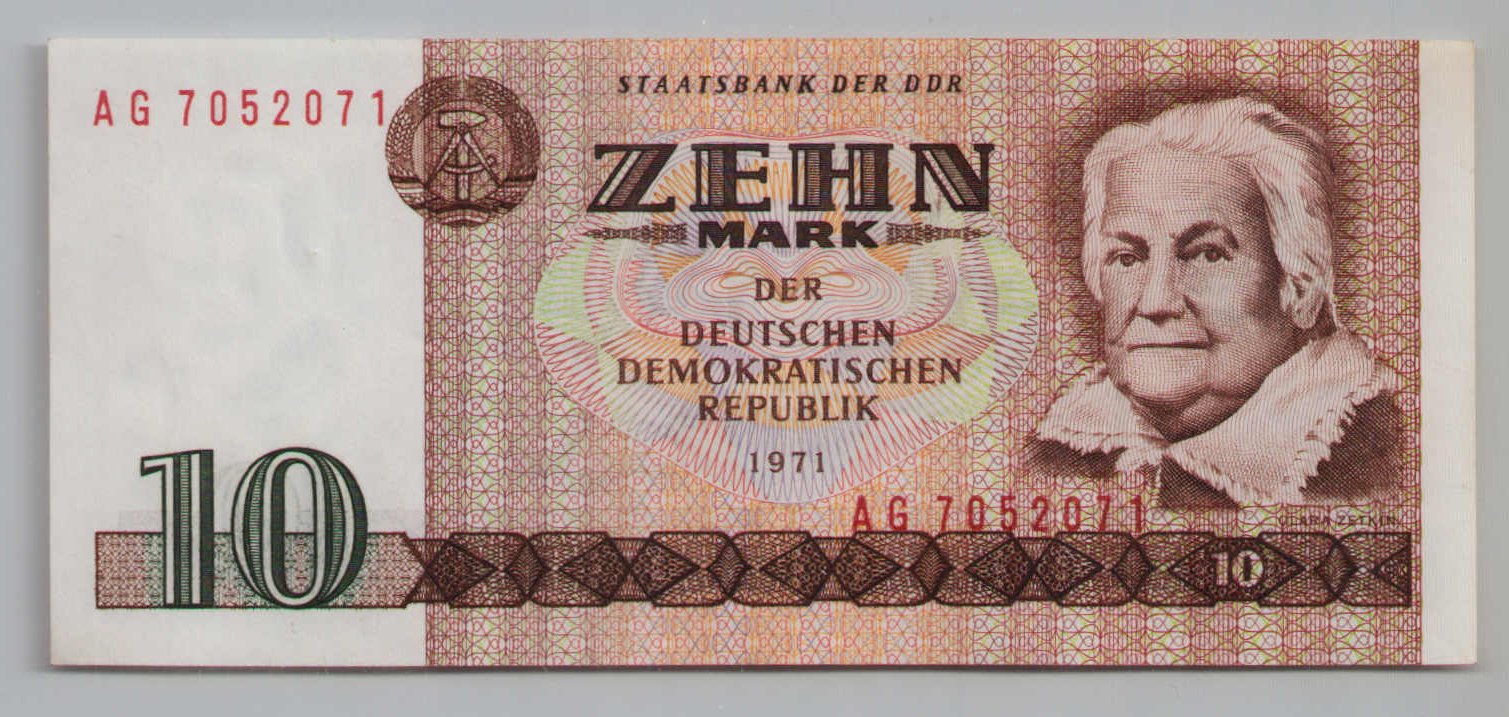 AG 7052071
STAATSBANK DER DDR
ZEHN
MARK
DER
DEUTSCHEN
DEMOKRATISCHEN
REPUBLIK
1971
AG 7052071
CLARA ZETKIN
10
10